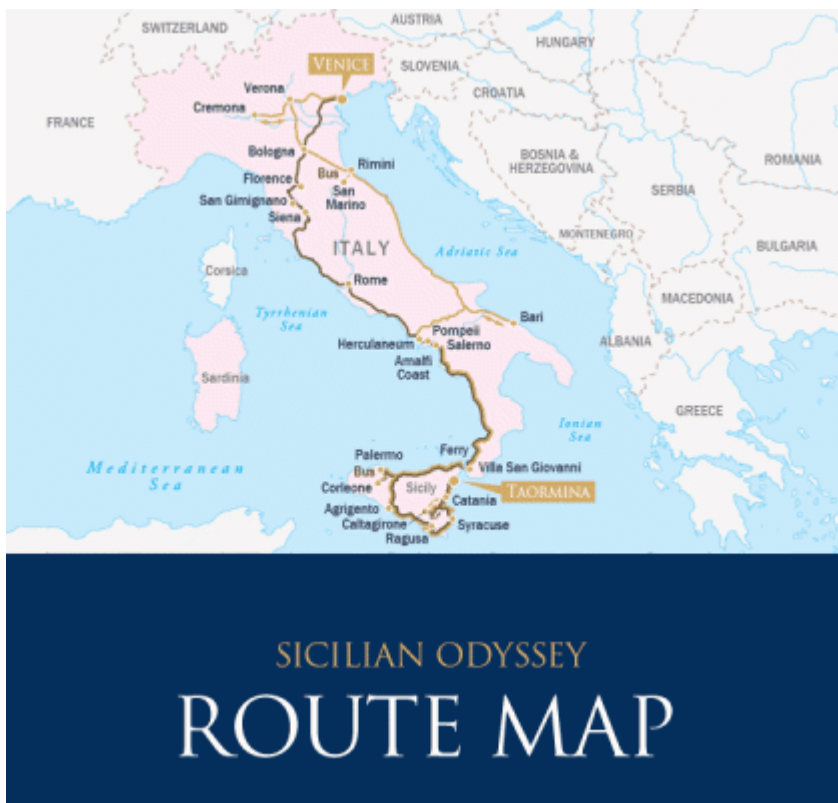 SWITZERLAND
AUSTRIA
HUNGARY
VENICE
SLOVENIA
Verona
CROATIA
Cremona
FRANCE
Bologna
BOSNIA &
HERZEGOVINA
ROMANIA
Rimini
Bus
Florence
San
Marino
SERBIA
San Gimignano
Siena
MONTENEGRO
ITALY
Adriatic Sea
BULGARIA
Corsica
Rome
MACEDONIA
Tyrrhenian
Sea
Bari
Pompeii
Herculaneum
Salerno
ALBANIA
Amalfi
Coast
Sardinia
GREECE
Ionian
Sea
Ferry
Palermo
Mediterranean
Sea
Bus
Villa San Giovanni
Corleone
Sicily
TAORMINA
Catania
Agrigento
Caltagirone
Syracuse
Ragusa
SICILIAN ODYSSEY
ROUTE MAP